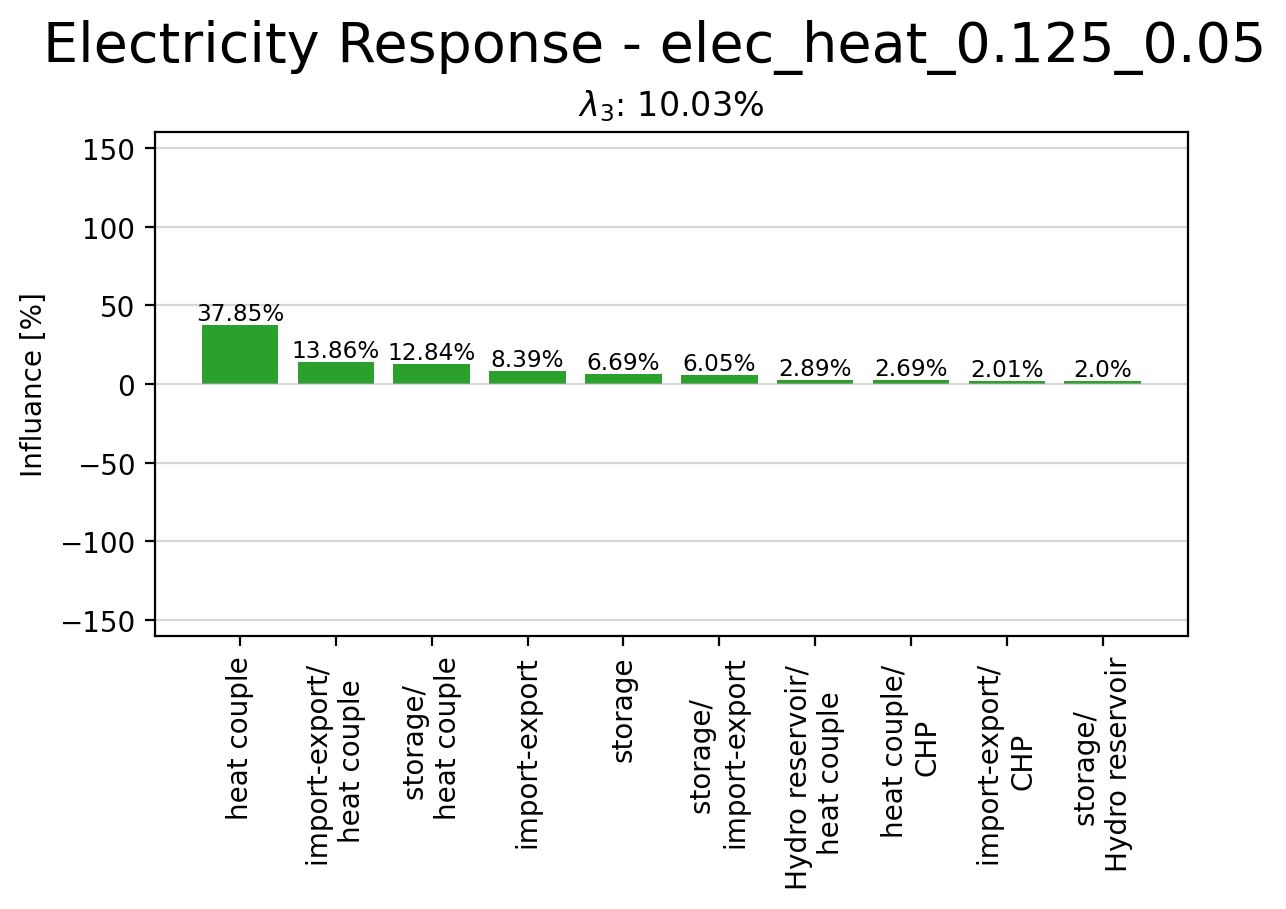 Electricity Response - elec_heat_0.125_0.05
λ3: 10.03%
150
100
50
0
−50
−100
−150
Influance [%]
37.85%
13.86%
12.84%
8.39%
6.69%
6.05%
2.89%
2.69%
2.01%
2.0%
heat couple
import-export/
heat couple
storage/
heat couple
import-export
storage
storage/
import-export
Hydro reservoir/
heat couple
heat couple/
CHP
import-export/
CHP
storage/
Hydro reservoir